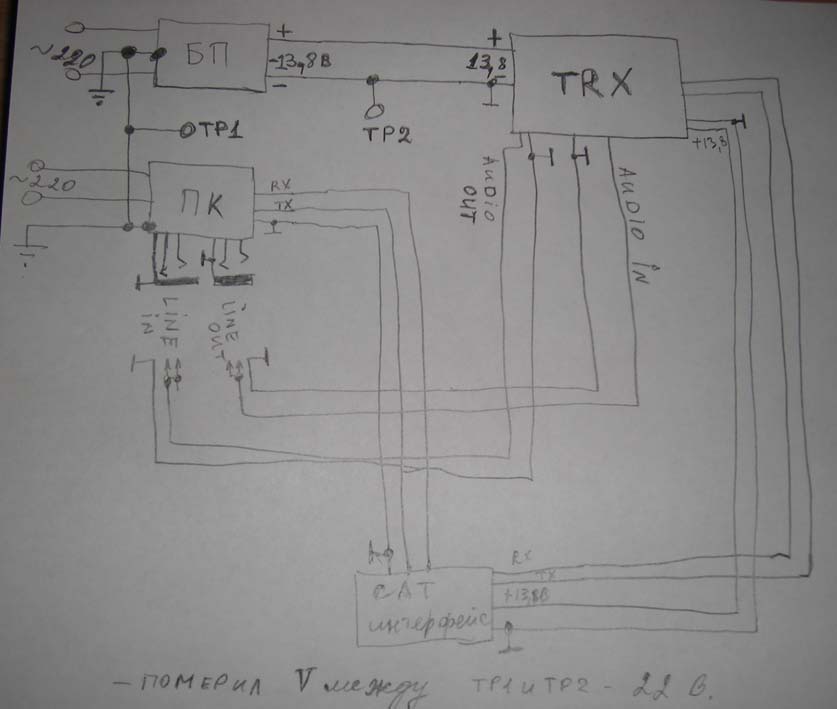 ~220
БП
+
-13,8В
–
+
13,8
–
TRX
TP1
TP2
+13,8
~220
ПК
RX
TX
AUDIO
OUT
AUDIO IN
LINE
IN
LINE
OUT
RX
TX
+13,8В
CAT
интерфейс
– ПОМЕРИЛ V между TP1 и TP2 - 22 В.